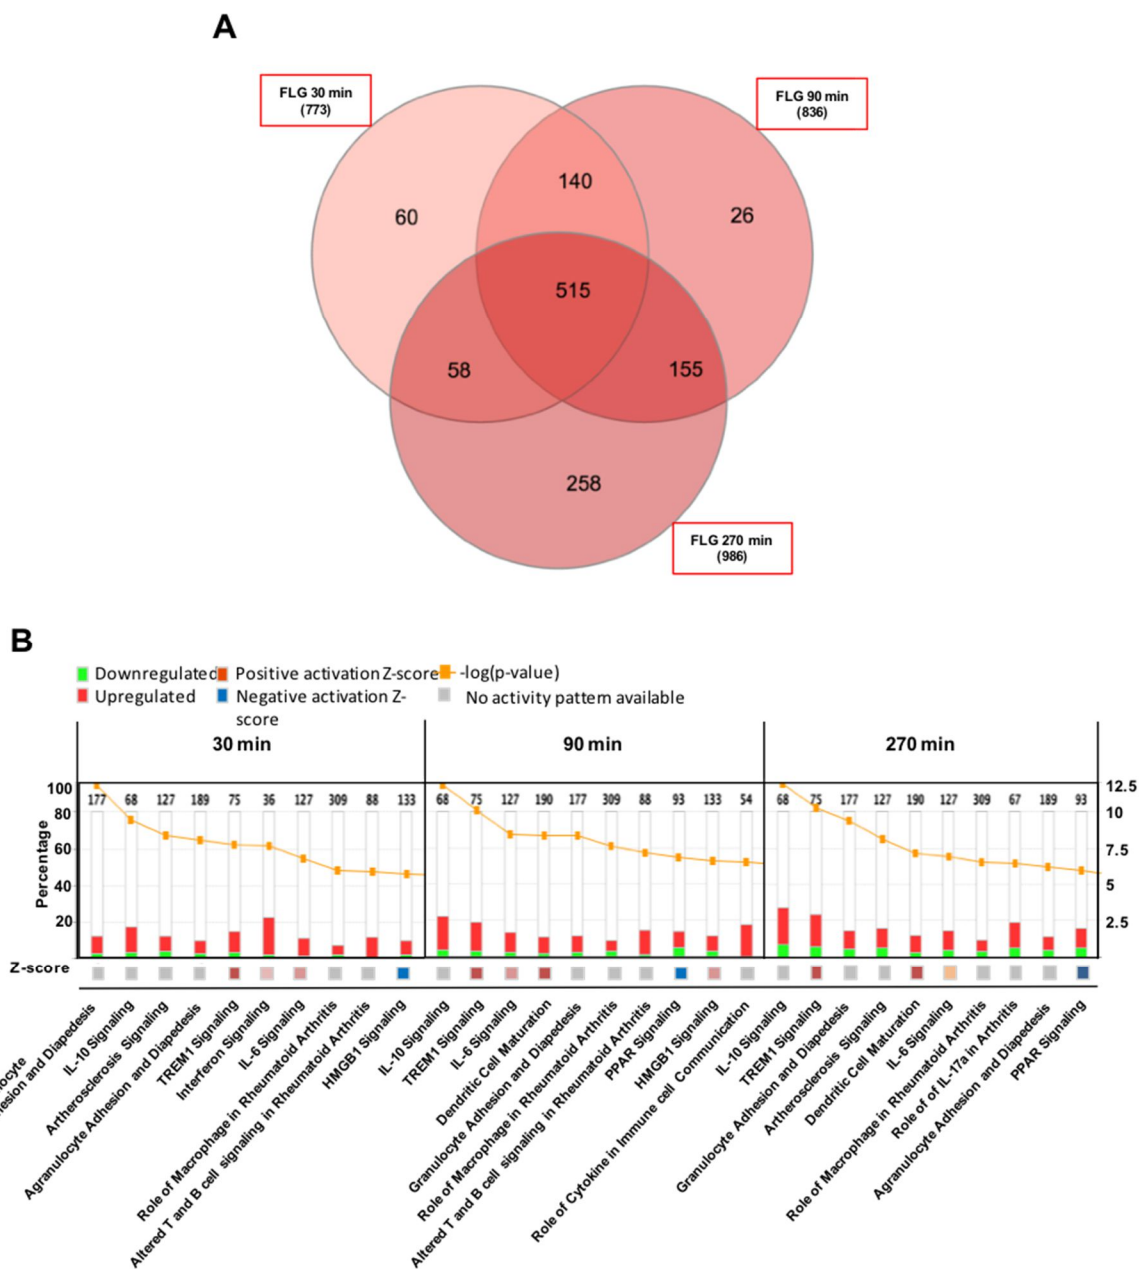 A
FLG 30 min
(773)
FLG 90 min
(836)
140
60
26
515
58
155
258
FLG 270 min
(986)
B
Downregulated
Positive activation Z-score
-log(p-value)
Upregulated
Negative activation Z-
score
No activity pattern available
30 min
90 min
270 min
Percentage
100
80
60
40
20
177 68 127 189 75 36 127 309 88 133
68 75 127 190 177 309 88 93 133 54
68 75 177 127 190 127 309 67 189 93
12.5
10
7.5
5
2.5
Z-score
and Diapedesis
IL-10 Signaling
Artherosclerosis Signaling
Agranulocyte Adhesion and Diapedesis
TREM1 Signaling
Interferon Signaling
IL-6 Signaling
Role of Macrophage in Rheumatoid Arthritis
Altered T and B cell signaling in Rheumatoid Arthritis
HMGB1 Signaling
IL-10 Signaling
TREM1 Signaling
IL-6 Signaling
Dendritic Cell Maturation
Granulocyte Adhesion and Diapedesis
Role of Macrophage in Rheumatoid Arthritis
Altered T and B cell signaling in Rheumatoid Arthritis
PPAR Signaling
HMGB1 Signaling
Role of Cytokine in Immune cell Communication
IL-10 Signaling
TREM1 Signaling
Granulocyte Adhesion and Diapedesis
Artherosclerosis Signaling
Dendritic Cell Maturation
IL-6 Signaling
Role of Macrophage in Rheumatoid Arthritis
Role of of IL-17a in Arthritis
Agranulocyte Adhesion and Diapedesis
PPAR Signaling